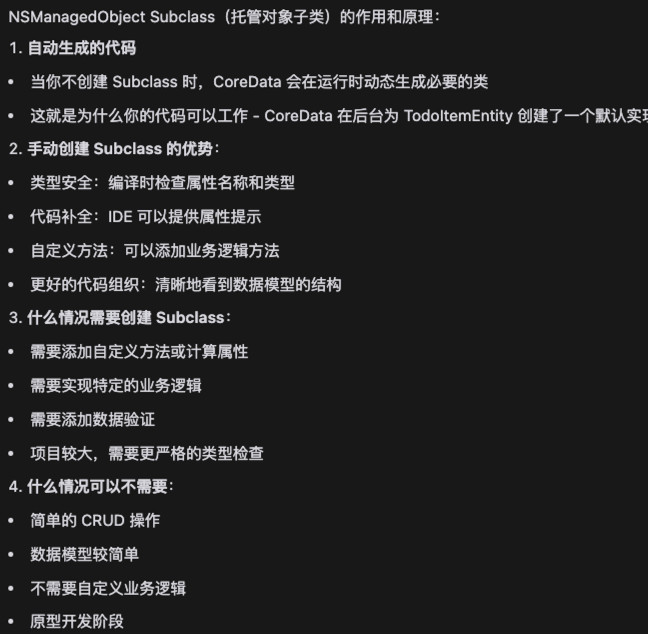 NSManagedObject Subclass（托管对象子类）的作用和原理：
1. 自动生成的代码
• 当你不创建 Subclass 时，CoreData 会在运行时动态生成必要的类
• 这就是为什么你的代码可以工作 - CoreData 在后台为 TodoItemEntity 创建了一个默认实现
2. 手动创建 Subclass 的优势：
• 类型安全：编译时检查属性名称和类型
• 代码补全：IDE 可以提供属性提示
• 自定义方法：可以添加业务逻辑方法
• 更好的代码组织：清晰地看到数据模型的结构
3. 什么情况需要创建 Subclass：
• 需要添加自定义方法或计算属性
• 需要实现特定的业务逻辑
• 需要添加数据验证
• 项目较大，需要更严格的类型检查
4. 什么情况可以不需要：
• 简单的 CRUD 操作
• 数据模型较简单
• 不需要自定义业务逻辑
• 原型开发阶段